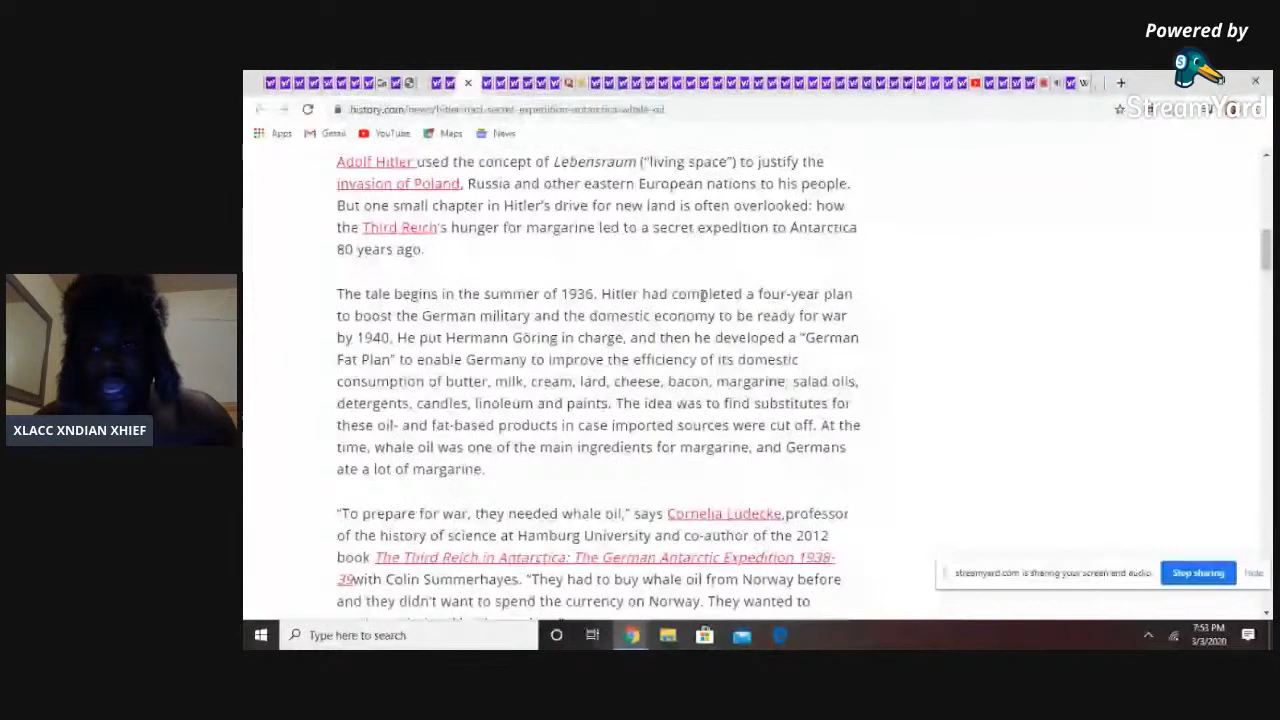 Powered by
StreamYard
history.com/news/hitler-nazi-secret-expedition-antarctica-whale-oil
Apps Gmail YouTube Maps News
Adolf Hitler used the concept of Lebensraum (“living space”) to justify the
invasion of Poland, Russia and other eastern European nations to his people.
But one small chapter in Hitler’s drive for new land is often overlooked: how
the Third Reich’s hunger for margarine led to a secret expedition to Antarctica
80 years ago.
The tale begins in the summer of 1936. Hitler had completed a four-year plan
to boost the German military and the domestic economy to be ready for war
by 1940. He put Hermann Göring in charge, and then he developed a “German
Fat Plan” to enable Germany to improve the efficiency of its domestic
consumption of butter, milk, cream, lard, cheese, bacon, margarine, salad oils,
detergents, candles, linoleum and paints. The idea was to find substitutes for
these oil- and fat-based products in case imported sources were cut off. At the
time, whale oil was one of the main ingredients for margarine, and Germans
ate a lot of margarine.
“To prepare for war, they needed whale oil,” says Cornelia Lüdecke,professor
of the history of science at Hamburg University and co-author of the 2012
book The Third Reich in Antarctica: The German Antarctic Expedition 1938-
39with Colin Summerhayes. “They had to buy whale oil from Norway before
and they didn’t want to spend the currency on Norway. They wanted to
XLACC XNDIAN XHIEF
streamyard.com is sharing your screen and audio. Stop sharing Hide
Type here to search
7:53 PM
3/3/2020